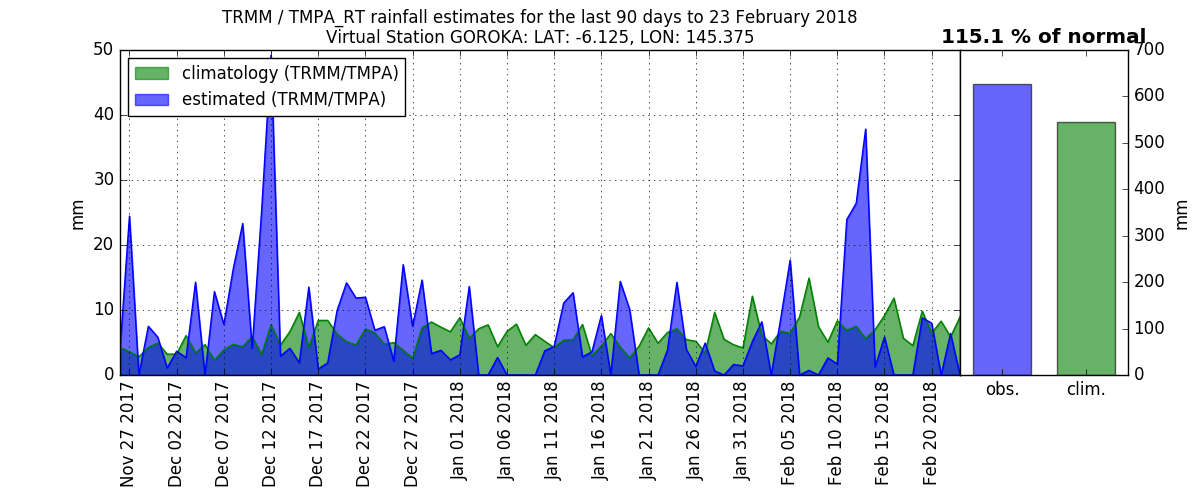 TRMM / TMPA_RT rainfall estimates for the last 90 days to 23 February 2018
Virtual Station GOROKA: LAT: -6.125, LON: 145.375
115.1 % of normal
climatology (TRMM/TMPA)
estimated (TRMM/TMPA)
50
40
30
20
10
0
mm
700
600
500
400
300
200
100
0
mm
Nov 27 2017
Dec 02 2017
Dec 07 2017
Dec 12 2017
Dec 17 2017
Dec 22 2017
Dec 27 2017
Jan 01 2018
Jan 06 2018
Jan 11 2018
Jan 16 2018
Jan 21 2018
Jan 26 2018
Jan 31 2018
Feb 05 2018
Feb 10 2018
Feb 15 2018
Feb 20 2018
obs.
clim.